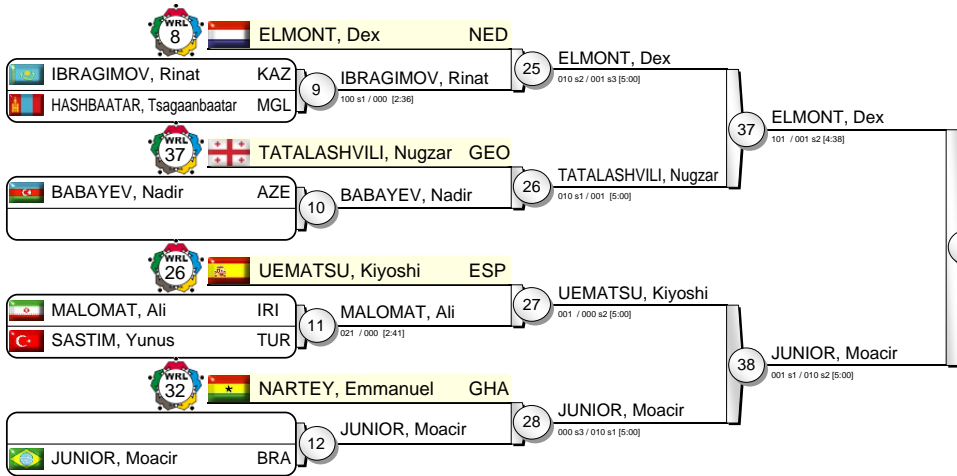 WRL
8
ELMONT, Dex NED
IBRAGIMOV, Rinat KAZ
HASHBAATAR, Tsagaanbaatar MGL
9
IBRAGIMOV, Rinat
100 s1 / 000 [2:36]
25
ELMONT, Dex
010 s2 / 001 s3 [5:00]
WRL
37
TATALASHVILI, Nugzar GEO
BABAYEV, Nadir AZE
10
BABAYEV, Nadir
26
TATALASHVILI, Nugzar
010 s1 / 001 [5:00]
37
ELMONT, Dex
101 / 001 s2 [4:38]
WRL
26
UEMATSU, Kiyoshi ESP
MALOMAT, Ali IRI
SASTIM, Yunus TUR
11
MALOMAT, Ali
021 / 000 [2:41]
27
UEMATSU, Kiyoshi
001 / 000 s2 [5:00]
WRL
32
NARTEY, Emmanuel GHA
JUNIOR, Moacir BRA
12
JUNIOR, Moacir
28
JUNIOR, Moacir
000 s3 / 010 s1 [5:00]
38
JUNIOR, Moacir
001 s1 / 010 s2 [5:00]